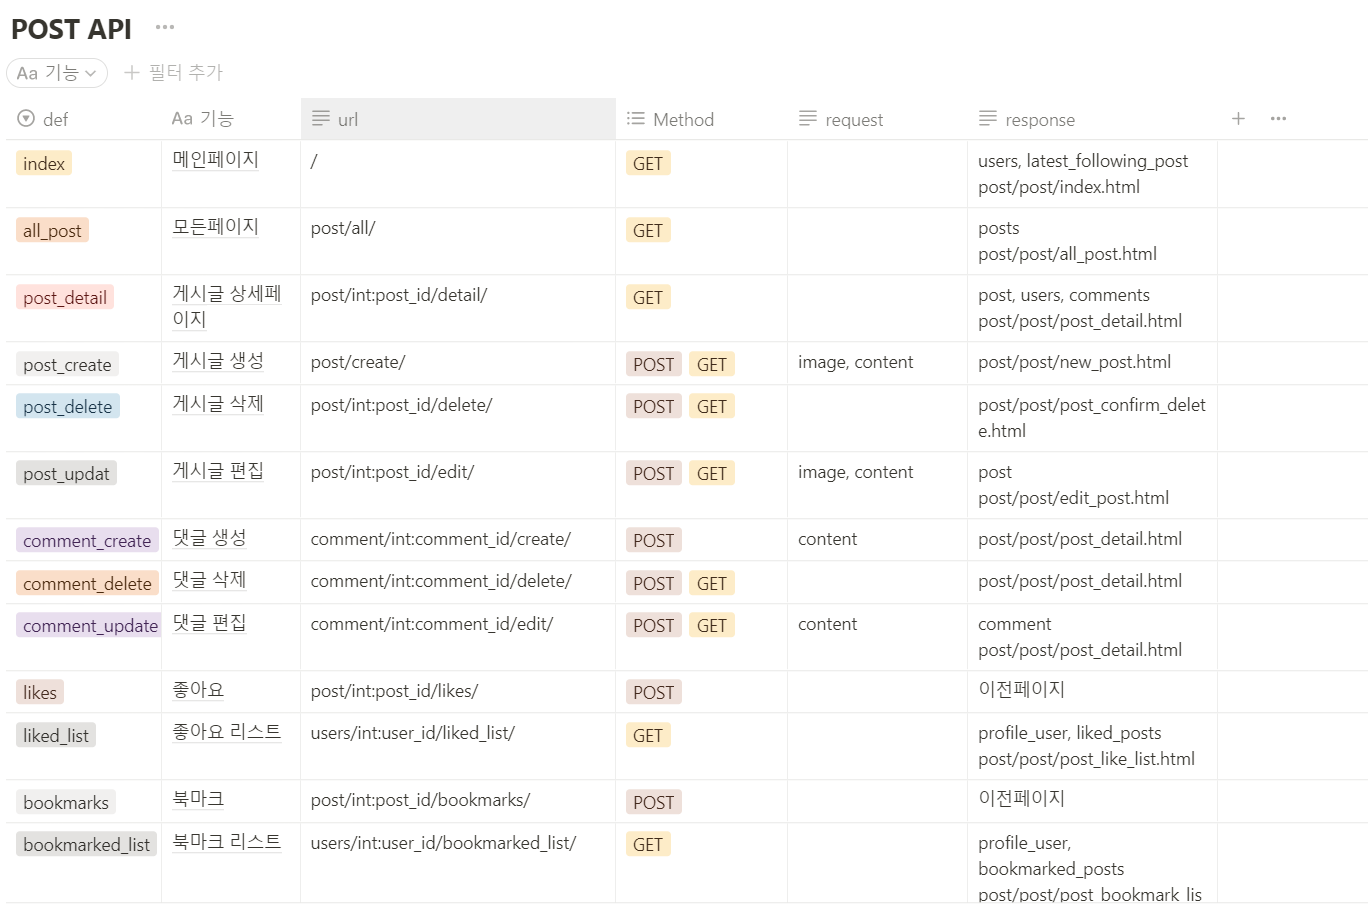 POST API
Aa 기능 + 필터 추가
def Aa 기능 url Method request response
index 메인페이지 / GET users, latest_following_post
post/post/index.html
all_post 모든페이지 post/all/ GET posts
post/post/all_post.html
post_detail 게시글 상세페 post/int:post_id/detail/ GET post, users, comments
이지 post/post/post_detail.html
post_create 게시글 생성 post/create/ POST GET image, content post/post/new_post.html
post_delete 게시글 삭제 post/int:post_id/delete/ POST GET post/post/post_confirm_delet
e.html
post_updat 게시글 편집 post/int:post_id/edit/ POST GET image, content post
post/post/edit_post.html
comment_create 댓글 생성 comment/int:comment_id/create/ POST content post/post/post_detail.html
comment_delete 댓글 삭제 comment/int:comment_id/delete/ POST GET post/post/post_detail.html
comment_update 댓글 편집 comment/int:comment_id/edit/ POST GET content comment
post/post/post_detail.html
likes 좋아요 post/int:post_id/likes/ POST 이전페이지
liked_list 좋아요 리스트 users/int:user_id/liked_list/ GET profile_user, liked_posts
post/post/post_like_list.html
bookmarks 북마크 post/int:post_id/bookmarks/ POST 이전페이지
bookmarked_list 북마크 리스트 users/int:user_id/bookmarked_list/ GET profile_user,
bookmarked_posts
post/post/post_bookmark_lis